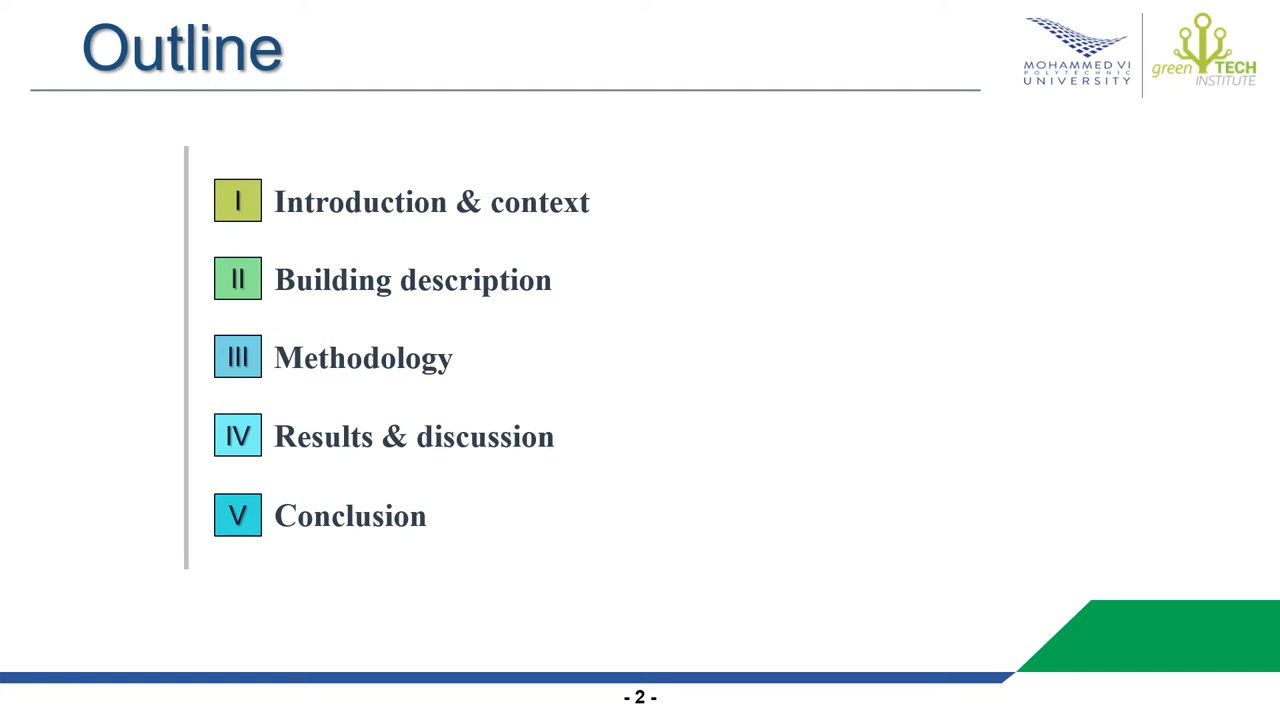 Outline
MOHAMMED VI
POLYTECHNIC
UNIVERSITY
green TECH
INSTITUTE
I Introduction & context
II Building description
III Methodology
IV Results & discussion
V Conclusion
- 2 -